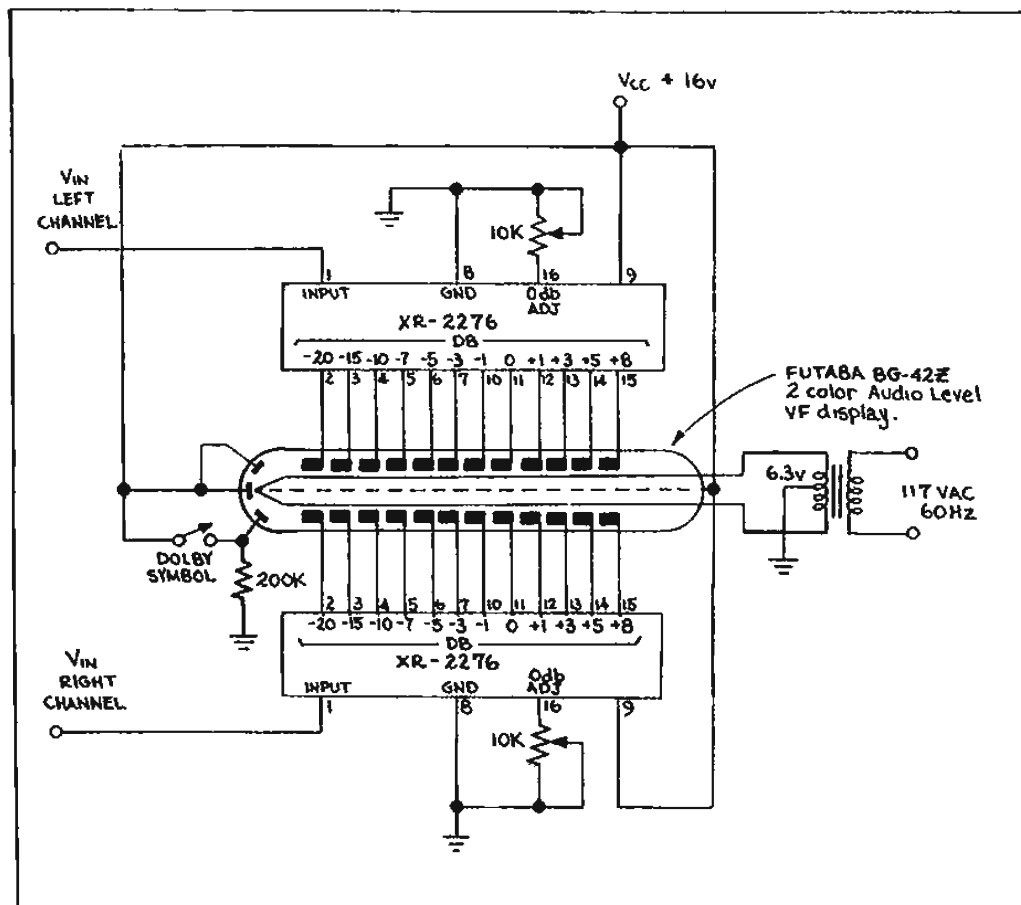 VCC + 16V
VIN
LEFT
CHANNEL
10K
1
8
16
9
INPUT
GND
0db
ADJ
XR-2276
DB
-20 -15 -10 -7 -5 -3 -1 0 +1 +3 +5 +8
2 3 4 5 6 7 10 11 12 13 14 15
FUTABA BG-42Z
2 color Audio Level
VF display.
6.3V
117 VAC
60Hz
DOLBY
SYMBOL
200K
2 3 4 5 6 7 10 11 12 13 14 15
-20 -15 -10 -7 -5 -3 -1 0 +1 +3 +5 +8
DB
XR-2276
INPUT
GND
0db
ADJ
1
8
16
9
VIN
RIGHT
CHANNEL
10K